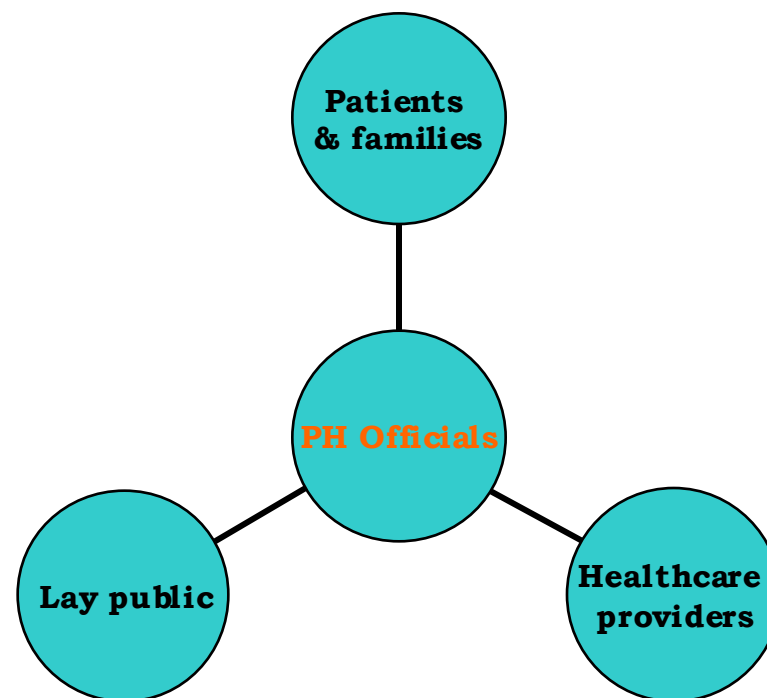 Patients
& families
PH Officials
Lay public
Healthcare
providers